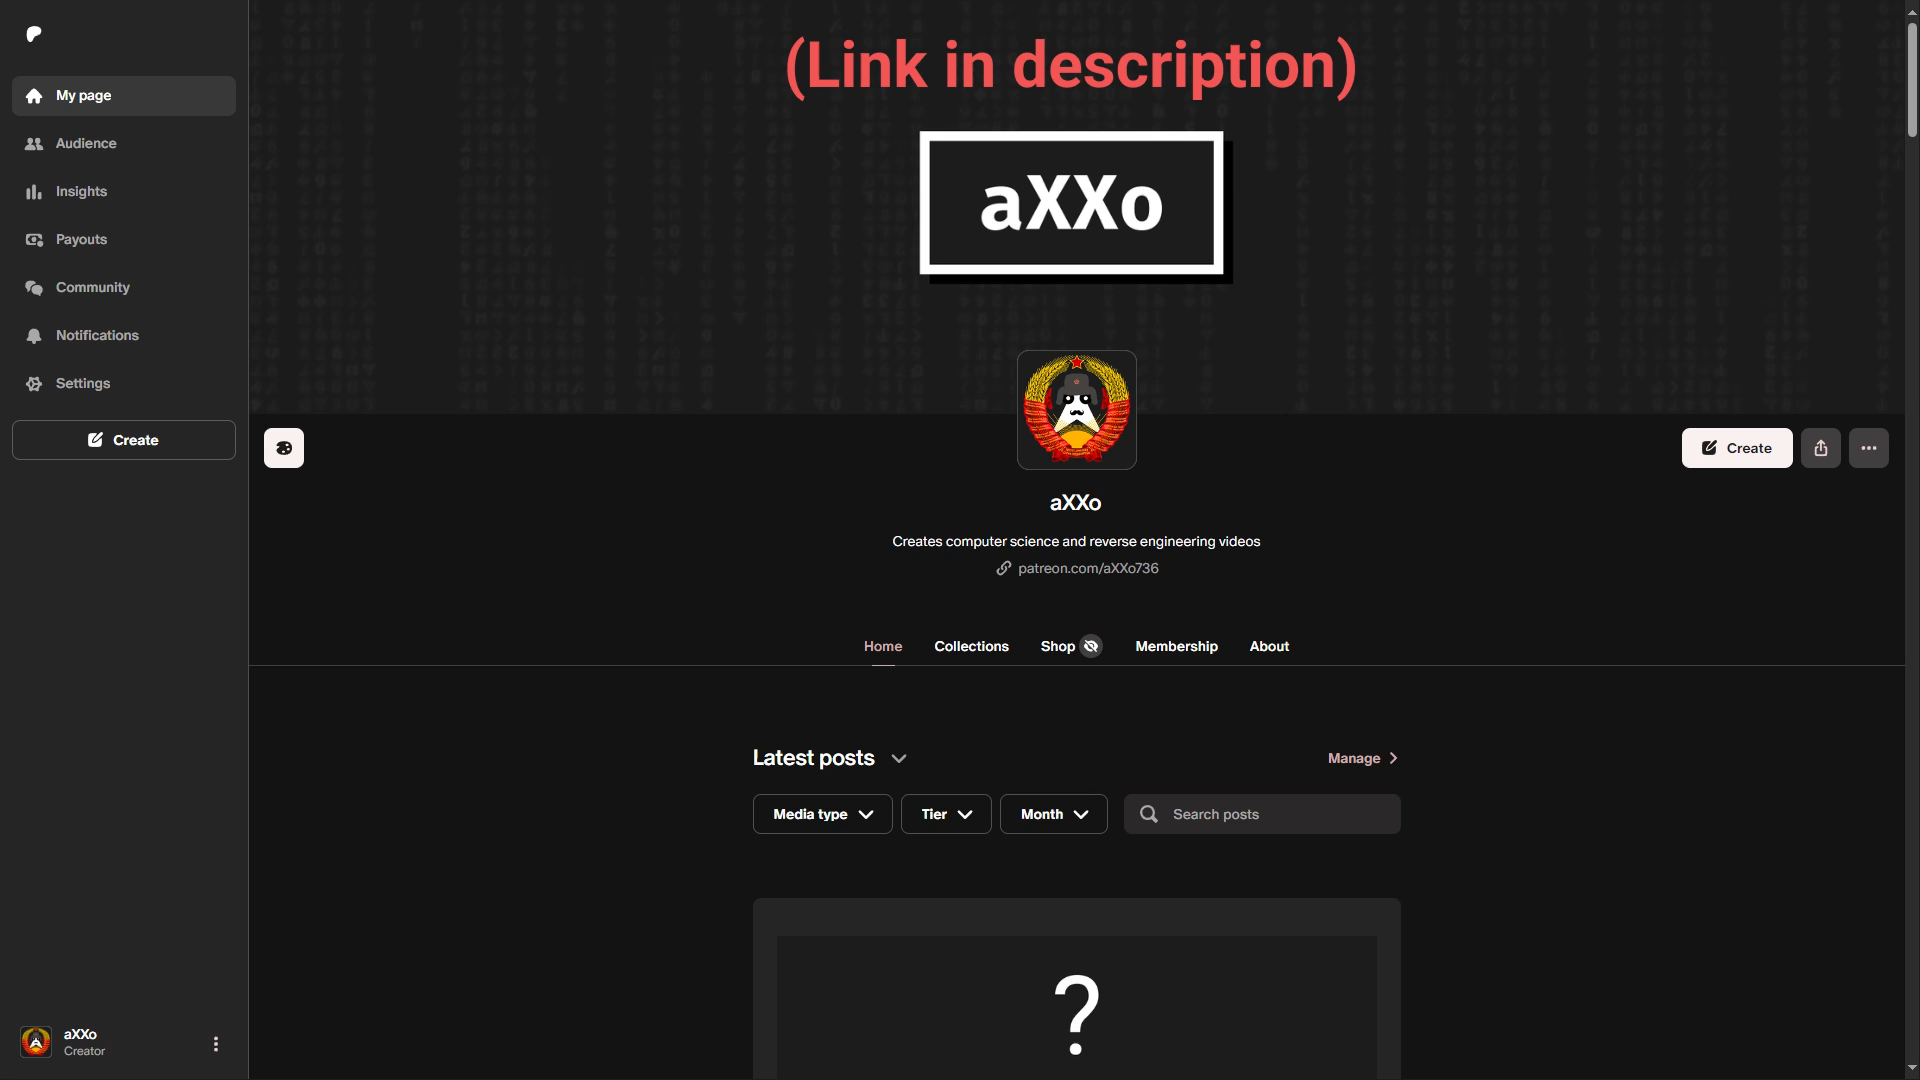 (Link in description)
aXXo
My page
Audience
Insights
Payouts
Community
Notifications
Settings
Create
Create
aXXo
Creates computer science and reverse engineering videos
patreon.com/aXXo736
Home Collections Shop Membership About
Latest posts Manage
Media type Tier Month Search posts
?
aXXo
Creator